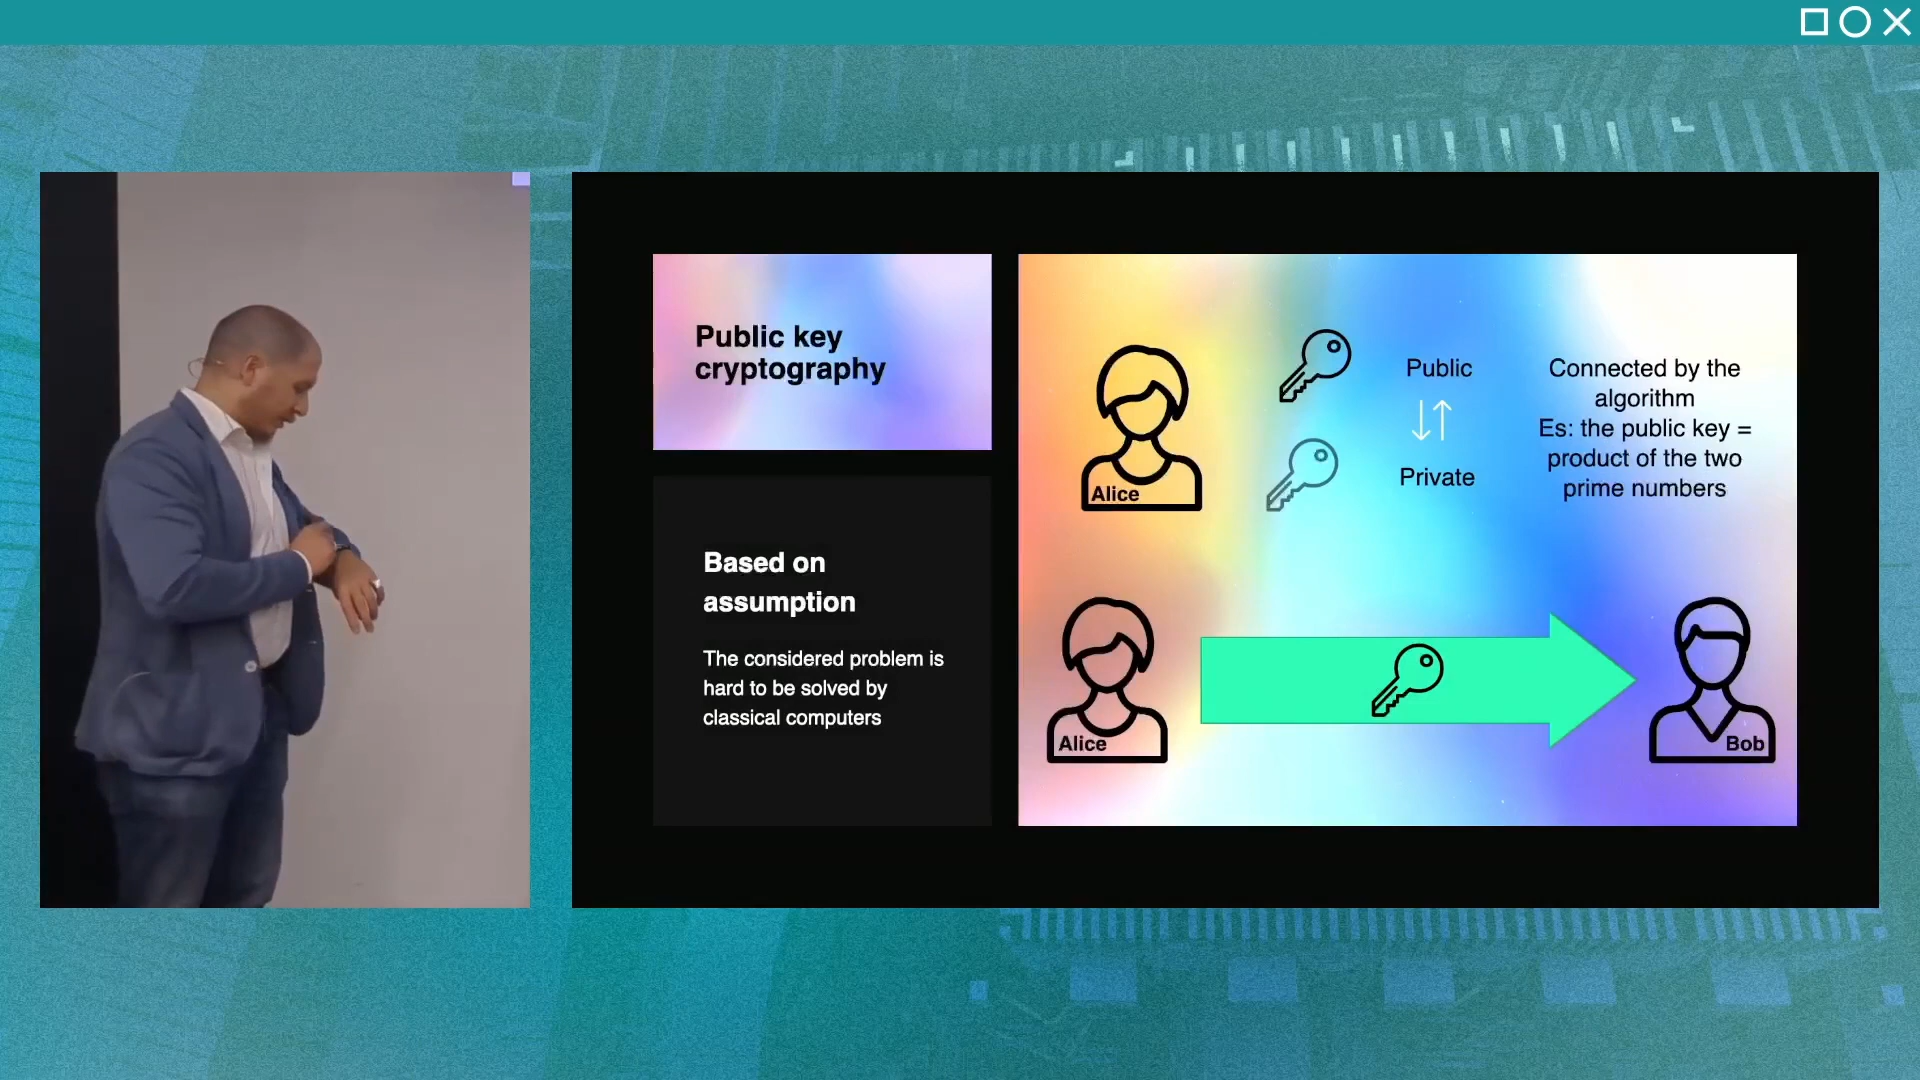 Public key
cryptography
Based on
assumption
The considered problem is
hard to be solved by
classical computers
Alice
Public
Private
Connected by the
algorithm
Es: the public key =
product of the two
prime numbers
Alice
Bob